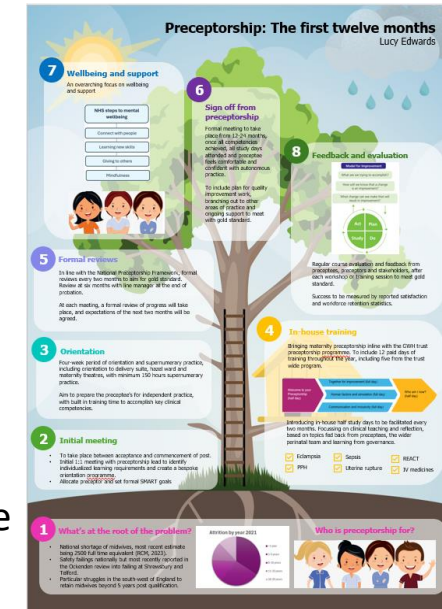 Preceptorship: The first twelve months
Lucy Edwards
7
Wellbeing and support
An overarching focus on wellbeing
and support
NHS steps to mental
wellbeing
Connect with people
Learning new skills
Giving to others
Mindfulness
6
Sign off from
preceptorship
Formal meeting to take
place from 12-24 months,
once all competencies
achieved, all study days
attended and preceptee
feels comfortable and
confident with autonomous
practice.
To include plan for quality
improvement work,
branching out to other
areas of practice and
ongoing support to meet
with gold standard.
8
Feedback and evaluation
Model for Improvement
What are we trying to accomplish?
Act
Plan
Study
Do
Regular course evaluation and feedback from
preceptees, preceptors and stakeholders, after
each workshop or training session to meet gold
standard.
Success to be measured by reported satisfaction
and workforce retention statistics.
5
Formal reviews
In line with the National Preceptorship Framework, formal
reviews every two months to aim for gold standard.
Review at six months with line manager at the end of
probation.
At each meeting, a formal review of progress will take
place, and expectations of the next two months will be
agreed.
3
Orientation
Four-week period of orientation and supernumerary practice,
including orientation to delivery suite, hazel ward and
maternity theatres, with minimum 150 hours supernumerary
practice.
Aim to prepare the preceptee's for independent practice,
with built in training time to accomplish key clinical
competencies.
4
In-house training
Bringing maternity preceptorship inline with the GWH trust
preceptorship programme. To include 12 paid days of
training throughout the year, including five from the trust
wide program.
Introducing in-house half study days to be facilitated every
two months. Focussing on clinical teaching and reflection,
based on topics fed back from preceptees, the wider
perinatal team and learning from governance.
Eclampsia
Sepsis
REACT
PPH
Uterine rupture
IV medicines
2
Initial meeting
• To take place between acceptance and commencement of post.
• Initial 1:1 meeting with preceptorship lead to identify
individualized learning requirements and create a bespoke
orientation programme.
• Allocate preceptor and set formal SMART goals
1
What's at the root of the problem?
• National shortage of midwives, most recent estimate
being 2500 full time equivalent (RCM, 2023).
• Safety failings nationally but most recently reported in
the Ockenden review into failing at Shrewsbury and
Telford.
• Particular struggles in the south-west of England to
retain midwives beyond 5 years post qualification.
Attrition by year 2021
Who is preceptorship for?
e